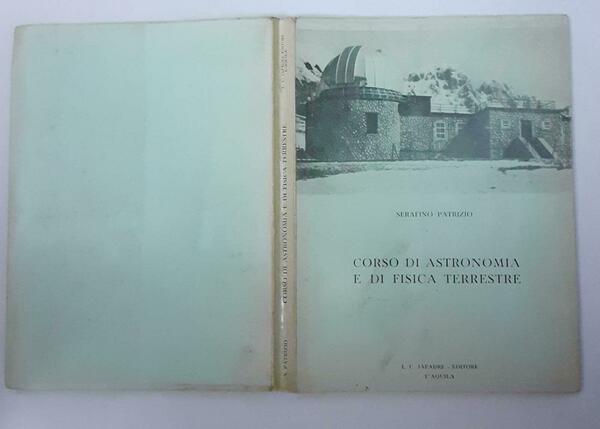 SERAFINO PATRIZIO
CORSO DI ASTRONOMIA
E DI FISICA TERRESTRE
L. U. JAPADRE - EDITORE
L'AQUILA
S. PATRIZIO
CORSO DI ASTRONOMIA E DI FISICA TERRESTRE